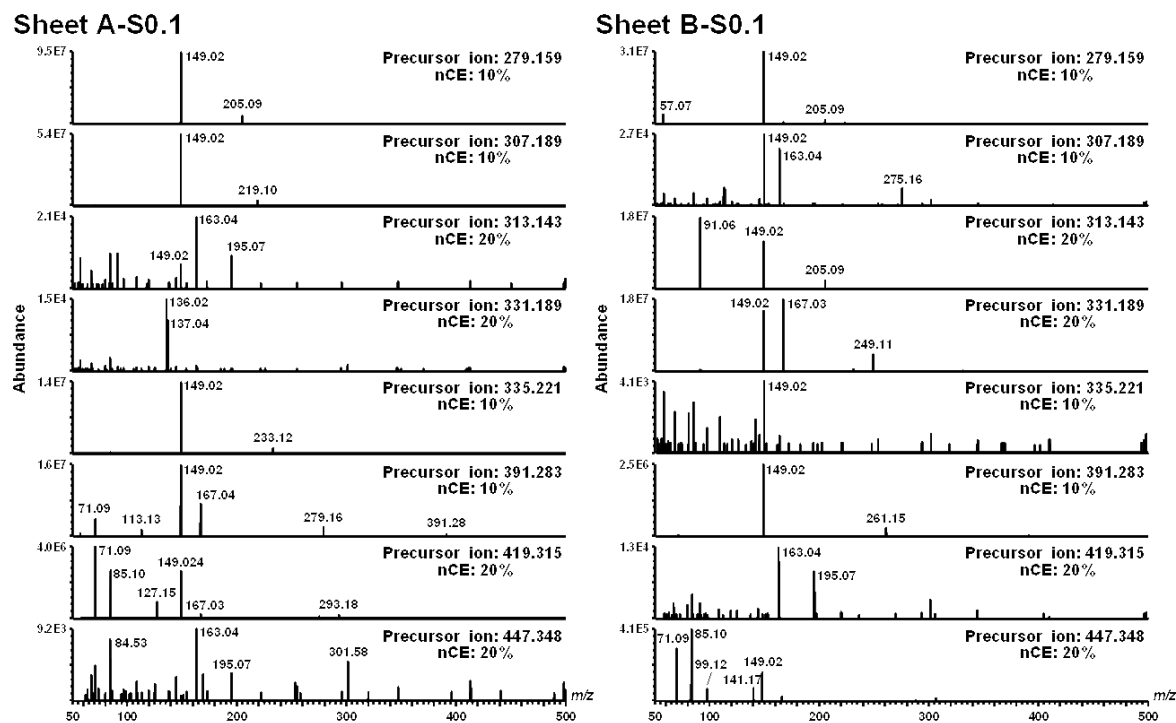 Sheet A-S0.1
9.5E7
149.02
205.09
Precursor ion: 279.159
nCE: 10%
5.4E7
149.02
219.10
Precursor ion: 307.189
nCE: 10%
2.1E4
163.04
149.02
195.07
Precursor ion: 313.143
nCE: 20%
Abundance
1.5E4
136.02
137.04
Precursor ion: 331.189
nCE: 20%
1.4E7
149.02
233.12
Precursor ion: 335.221
nCE: 10%
1.6E7
149.02
71.09
113.13
167.04
279.16
391.28
Precursor ion: 391.283
nCE: 10%
4.0E6
71.09
85.10
127.15
149.024
167.03
293.18
Precursor ion: 419.315
nCE: 20%
9.2E3
84.53
163.04
195.07
301.58
Precursor ion: 447.348
nCE: 20%
m/z
50 100 200 300 400 500
Sheet B-S0.1
3.1E7
149.02
57.07
205.09
Precursor ion: 279.159
nCE: 10%
2.7E4
149.02
163.04
275.16
Precursor ion: 307.189
nCE: 10%
1.8E7
91.06
149.02
205.09
Precursor ion: 313.143
nCE: 20%
Abundance
1.8E7
149.02
167.03
249.11
Precursor ion: 331.189
nCE: 20%
4.1E3
149.02
Precursor ion: 335.221
nCE: 10%
2.5E6
149.02
261.15
Precursor ion: 391.283
nCE: 10%
1.3E4
163.04
195.07
Precursor ion: 419.315
nCE: 20%
4.1E5
71.09
85.10
99.12
141.17
149.02
Precursor ion: 447.348
nCE: 20%
m/z
50 100 200 300 400 500